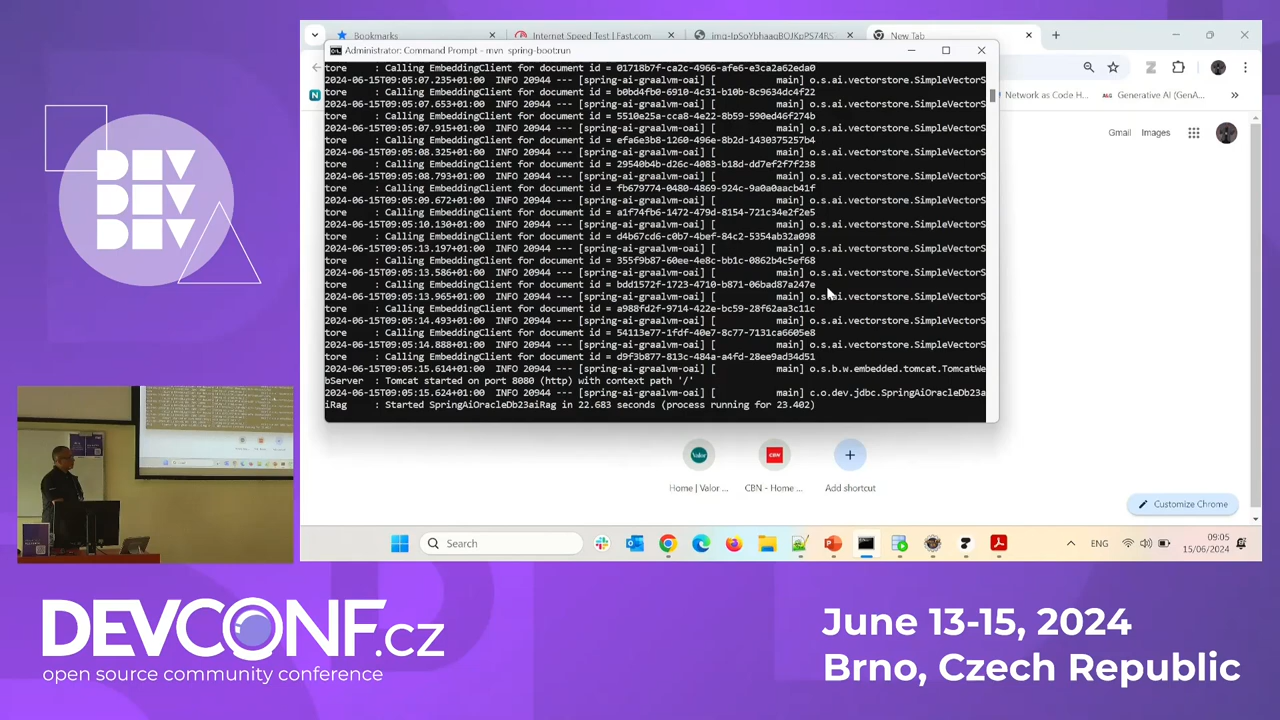 Bookmarks
Internet Speed Test | Fast.com
img-IpSoYbhaaqBOJKpPS74RS
New Tab
Administrator: Command Prompt - mvn spring-boot:run
tore : Calling EmbeddingClient for document id = 01718b7f-ca2c-4966-afe6-e3ca2a62eda0
2024-06-15T09:05:07.235+01:00 INFO 20944 --- [spring-ai-graalvm-oai] [ main] o.s.ai.vectorstore.SimpleVectorS
tore : Calling EmbeddingClient for document id = b0bd4fb0-6910-4c31-b10b-8c9634dc4f22
2024-06-15T09:05:07.653+01:00 INFO 20944 --- [spring-ai-graalvm-oai] [ main] o.s.ai.vectorstore.SimpleVectorS
tore : Calling EmbeddingClient for document id = 5510e25a-cca8-4e22-8b59-590ed46f274b
2024-06-15T09:05:07.915+01:00 INFO 20944 --- [spring-ai-graalvm-oai] [ main] o.s.ai.vectorstore.SimpleVectorS
tore : Calling EmbeddingClient for document id = efa6e3b8-1260-496e-8b2d-1430375257b4
2024-06-15T09:05:08.325+01:00 INFO 20944 --- [spring-ai-graalvm-oai] [ main] o.s.ai.vectorstore.SimpleVectorS
tore : Calling EmbeddingClient for document id = 29540b4b-d26c-4083-b18d-dd7ef2f7f238
2024-06-15T09:05:08.793+01:00 INFO 20944 --- [spring-ai-graalvm-oai] [ main] o.s.ai.vectorstore.SimpleVectorS
tore : Calling EmbeddingClient for document id = fb679774-0480-4869-924c-9a0a0aacb41f
2024-06-15T09:05:09.672+01:00 INFO 20944 --- [spring-ai-graalvm-oai] [ main] o.s.ai.vectorstore.SimpleVectorS
tore : Calling EmbeddingClient for document id = a1f74fb6-1472-479d-8154-721c34e2f2e5
2024-06-15T09:05:10.130+01:00 INFO 20944 --- [spring-ai-graalvm-oai] [ main] o.s.ai.vectorstore.SimpleVectorS
tore : Calling EmbeddingClient for document id = d4b67cd6-c0b7-4bef-84c2-5354ab32a098
2024-06-15T09:05:13.197+01:00 INFO 20944 --- [spring-ai-graalvm-oai] [ main] o.s.ai.vectorstore.SimpleVectorS
tore : Calling EmbeddingClient for document id = 355f9b87-60ee-4e8c-bb1c-0862b4c5ef68
2024-06-15T09:05:13.586+01:00 INFO 20944 --- [spring-ai-graalvm-oai] [ main] o.s.ai.vectorstore.SimpleVectorS
tore : Calling EmbeddingClient for document id = bdd1572f-1723-4710-b871-06bad87a247e
2024-06-15T09:05:13.965+01:00 INFO 20944 --- [spring-ai-graalvm-oai] [ main] o.s.ai.vectorstore.SimpleVectorS
tore : Calling EmbeddingClient for document id = a988fd2f-9714-422e-bc59-28f62aa3c11c
2024-06-15T09:05:14.493+01:00 INFO 20944 --- [spring-ai-graalvm-oai] [ main] o.s.ai.vectorstore.SimpleVectorS
tore : Calling EmbeddingClient for document id = 54113e77-1fdf-40e7-8c77-7131ca6605e8
2024-06-15T09:05:14.888+01:00 INFO 20944 --- [spring-ai-graalvm-oai] [ main] o.s.ai.vectorstore.SimpleVectorS
tore : Calling EmbeddingClient for document id = d9f3b877-813c-484a-a4fd-28ee9ad34d51
2024-06-15T09:05:15.614+01:00 INFO 20944 --- [spring-ai-graalvm-oai] [ main] o.s.b.w.embedded.tomcat.TomcatWe
bServer : Tomcat started on port 8080 (http) with context path '/'
2024-06-15T09:05:15.624+01:00 INFO 20944 --- [spring-ai-graalvm-oai] [ main] c.o.dev.jdbc.SpringAiOracleDb23a
iRag : Started SpringAiOracleDb23aiRag in 22.683 seconds (process running for 23.402)
Network as Code H...
Generative AI (GenA...
Gmail
Images
Valor
Home | Valor ...
CBN
CBN - Home ...
Add shortcut
Customize Chrome
Search
ENG
09:05
15/06/2024
DEV
DEV
DEV
DEVCONF.cz
open source community conference
June 13-15, 2024
Brno, Czech Republic